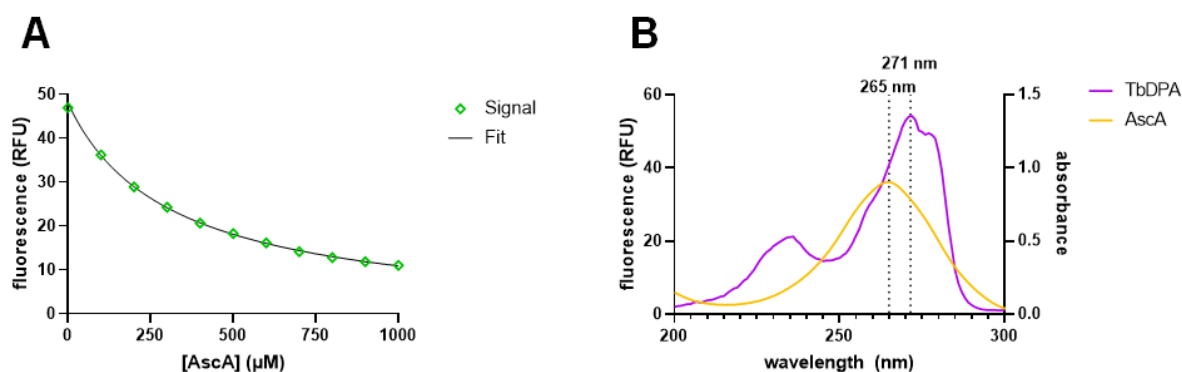 A
50
40
30
20
10
0
fluorescence (RFU)
0
250
500
750
1000
[AscA] (µM)
Signal
Fit
B
271 nm
265 nm
60
40
20
0
fluorescence (RFU)
1.5
1.0
0.5
0.0
absorbance
200
250
300
wavelength (nm)
TbDPA
AscA